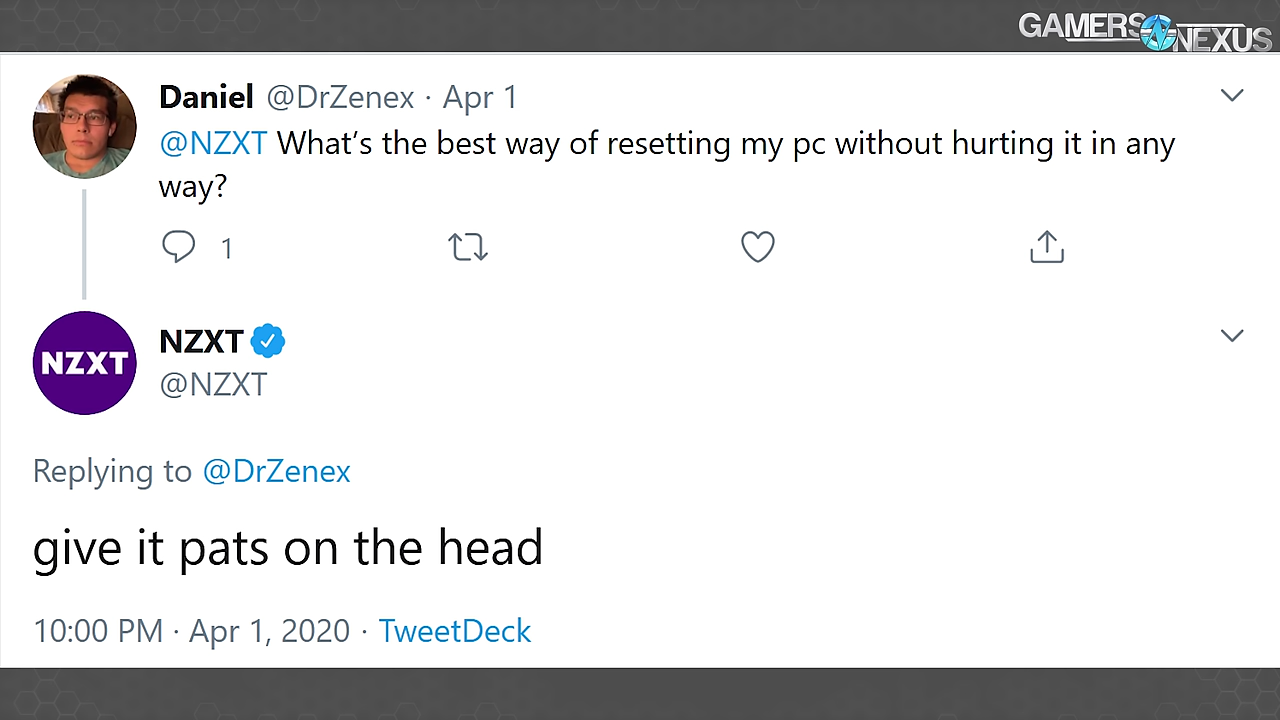 GAMERS NEXUS
Daniel @DrZenex · Apr 1
@NZXT What's the best way of resetting my pc without hurting it in any
way?
1
NZXT
NZXT
@NZXT
Replying to @DrZenex
give it pats on the head
10:00 PM · Apr 1, 2020 · TweetDeck